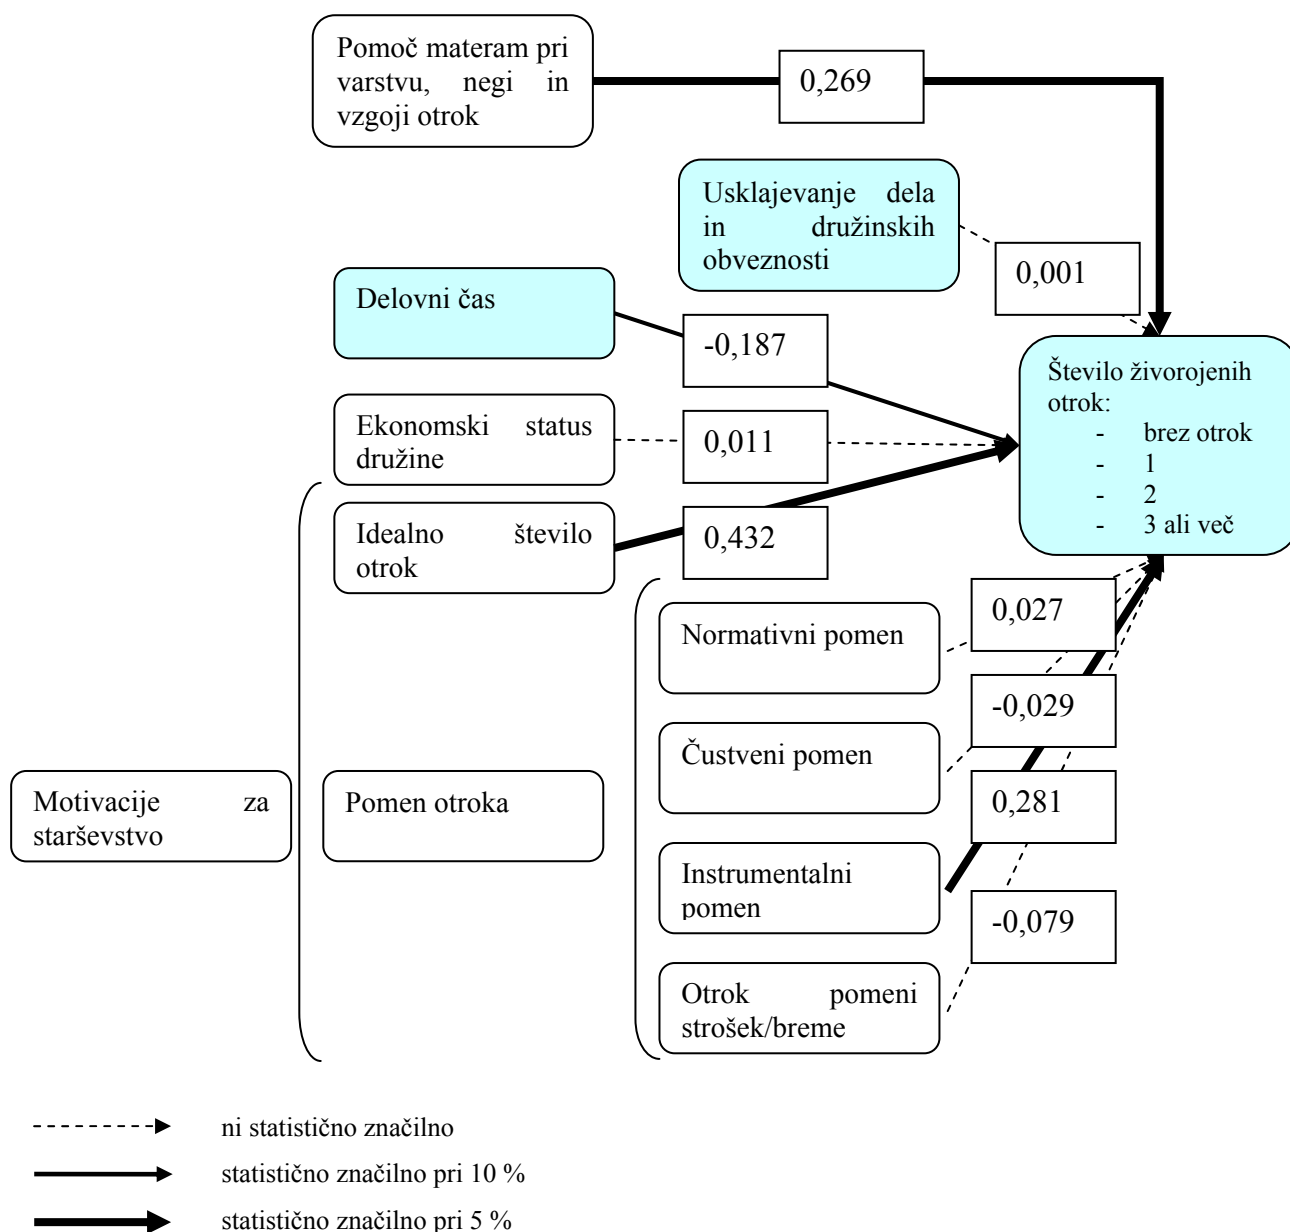 Pomoč materam pri
varstvu, negi in
vzgoji otrok
0,269
Usklajevanje dela
in družinskih
obveznosti
0,001
Delovni čas
-0,187
Število živorojenih
otrok:
- brez otrok
- 1
- 2
- 3 ali več
Ekonomski status
družine
0,011
Idealno število
otrok
0,432
Normativni pomen
0,027
Čustveni pomen
-0,029
Motivacije za
starševstvo
Pomen otroka
0,281
Instrumentalni
pomen
-0,079
Otrok pomeni
strošek/breme
ni statistično značilno
statistično značilno pri 10 %
statistično značilno pri 5 %